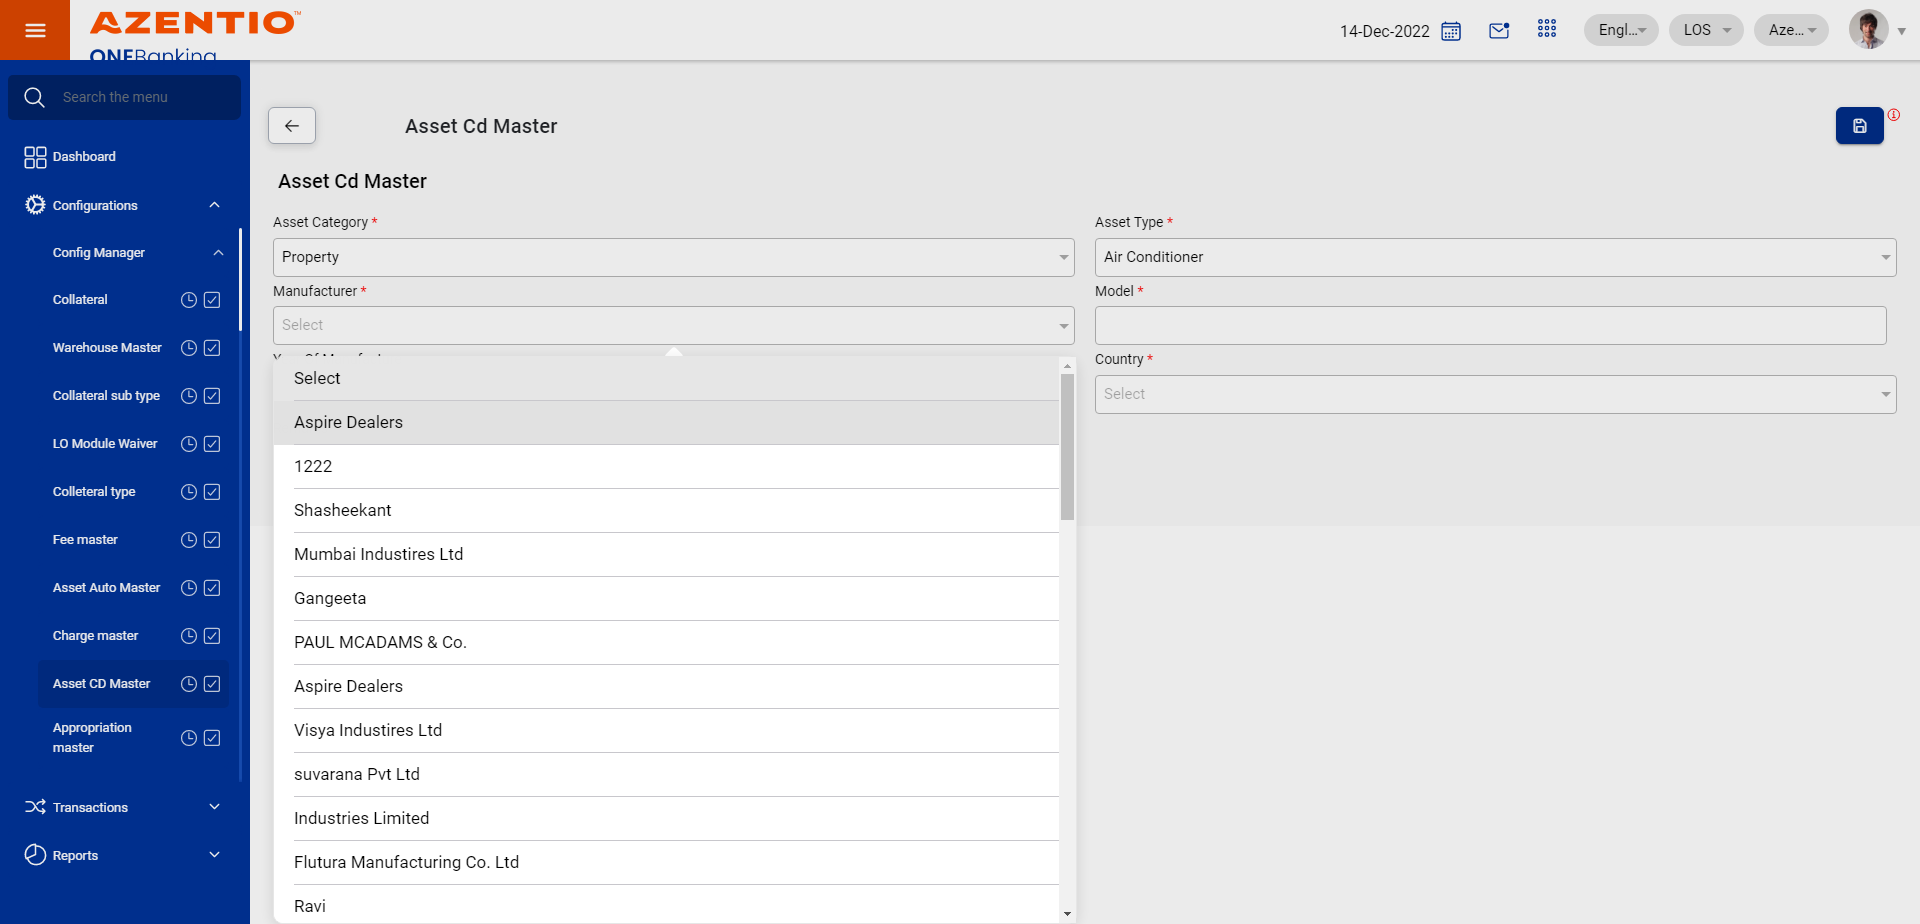 AZENTIO™
ONEBanking
14-Dec-2022
Engl...
LOS
Aze...
Search the menu
Dashboard
Configurations
Config Manager
Collateral
Warehouse Master
Collateral sub type
LO Module Waiver
Colleteral type
Fee master
Asset Auto Master
Charge master
Asset CD Master
Appropriation
master
Transactions
Reports
Asset Cd Master
Asset Cd Master
Asset Category *
Property
Asset Type *
Air Conditioner
Manufacturer *
Select
Model *
Country *
Select
Select
Aspire Dealers
1222
Shasheekant
Mumbai Industires Ltd
Gangeeta
PAUL MCADAMS & Co.
Aspire Dealers
Visya Industires Ltd
suvarana Pvt Ltd
Industries Limited
Flutura Manufacturing Co. Ltd
Ravi